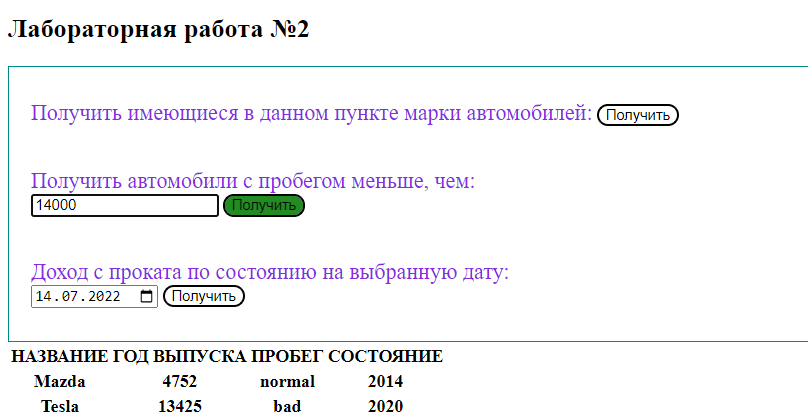 Лабораторная работа №2
Получить имеющиеся в данном пункте марки автомобилей: Получить
Получить автомобили с пробегом меньше, чем:
14000 Получить
Доход с проката по состоянию на выбранную дату:
14.07.2022 Получить
НАЗВАНИЕ ГОД ВЫПУСКА ПРОБЕГ СОСТОЯНИЕ
Mazda 4752 normal 2014
Tesla 13425 bad 2020